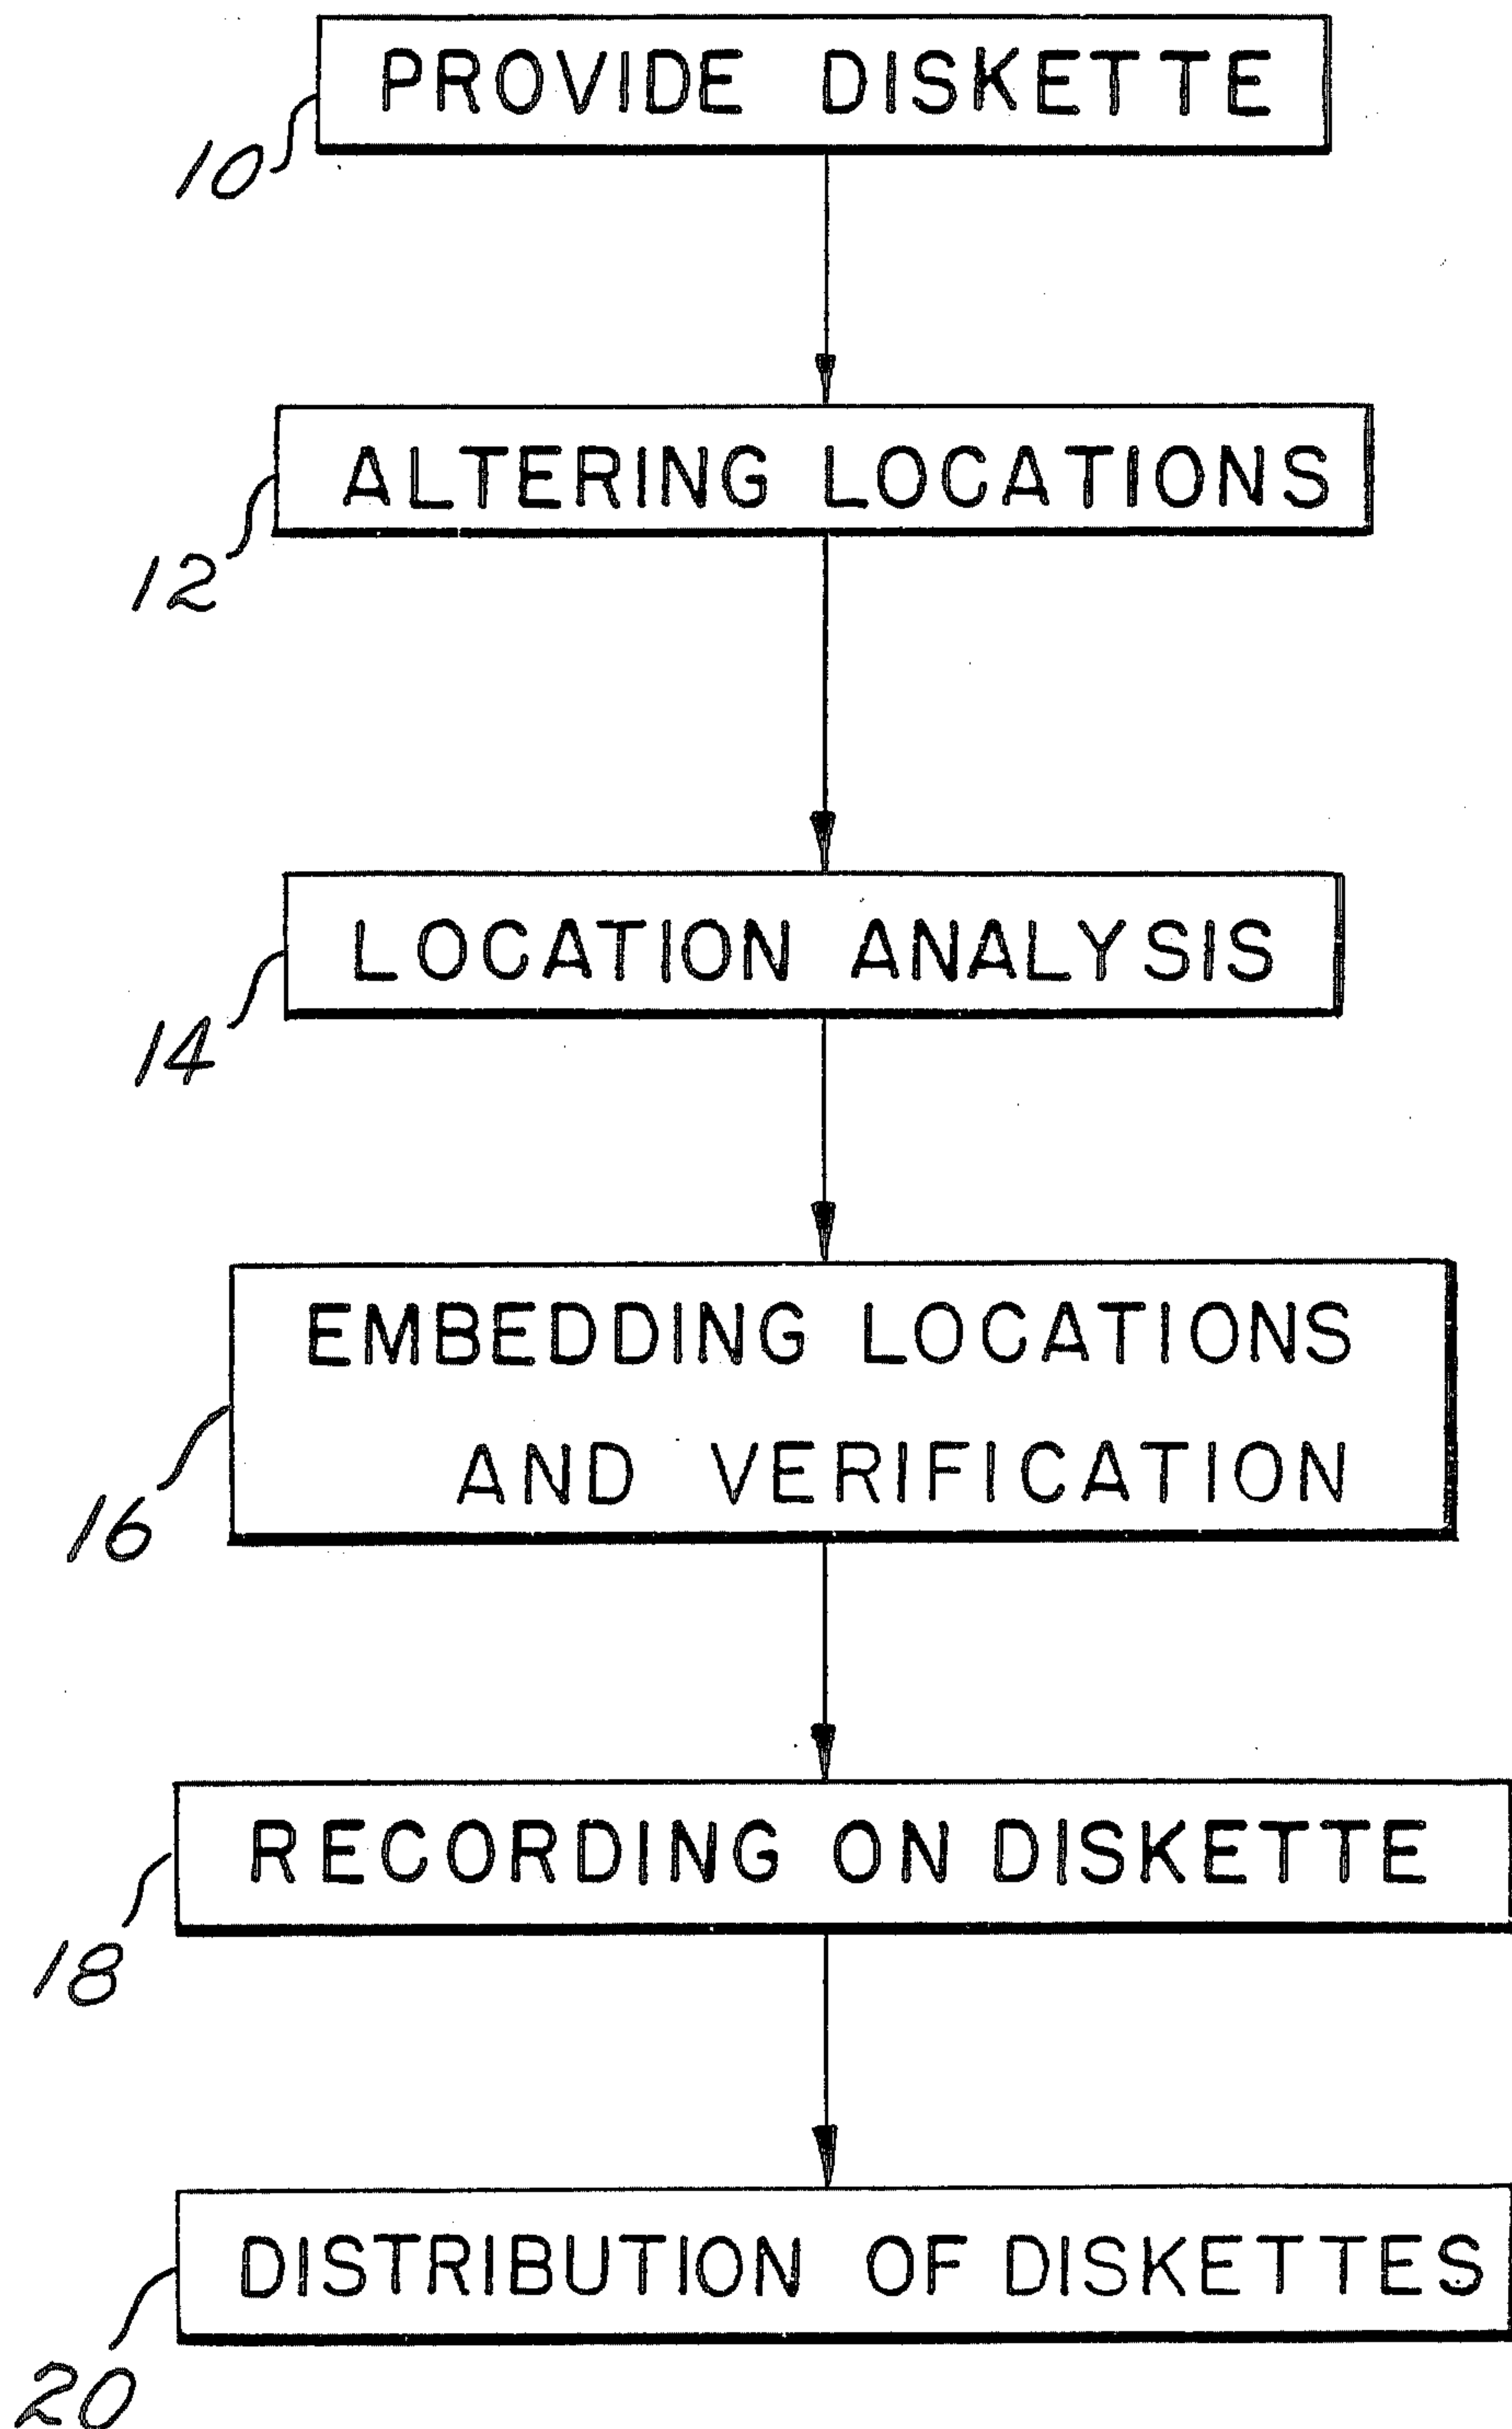 PROVIDE DISKETTE
10
ALTERING LOCATIONS
12
LOCATION ANALYSIS
14
EMBEDDING LOCATIONS
AND VERIFICATION
16
RECORDING ON DISKETTE
18
DISTRIBUTION OF DISKETTES
20